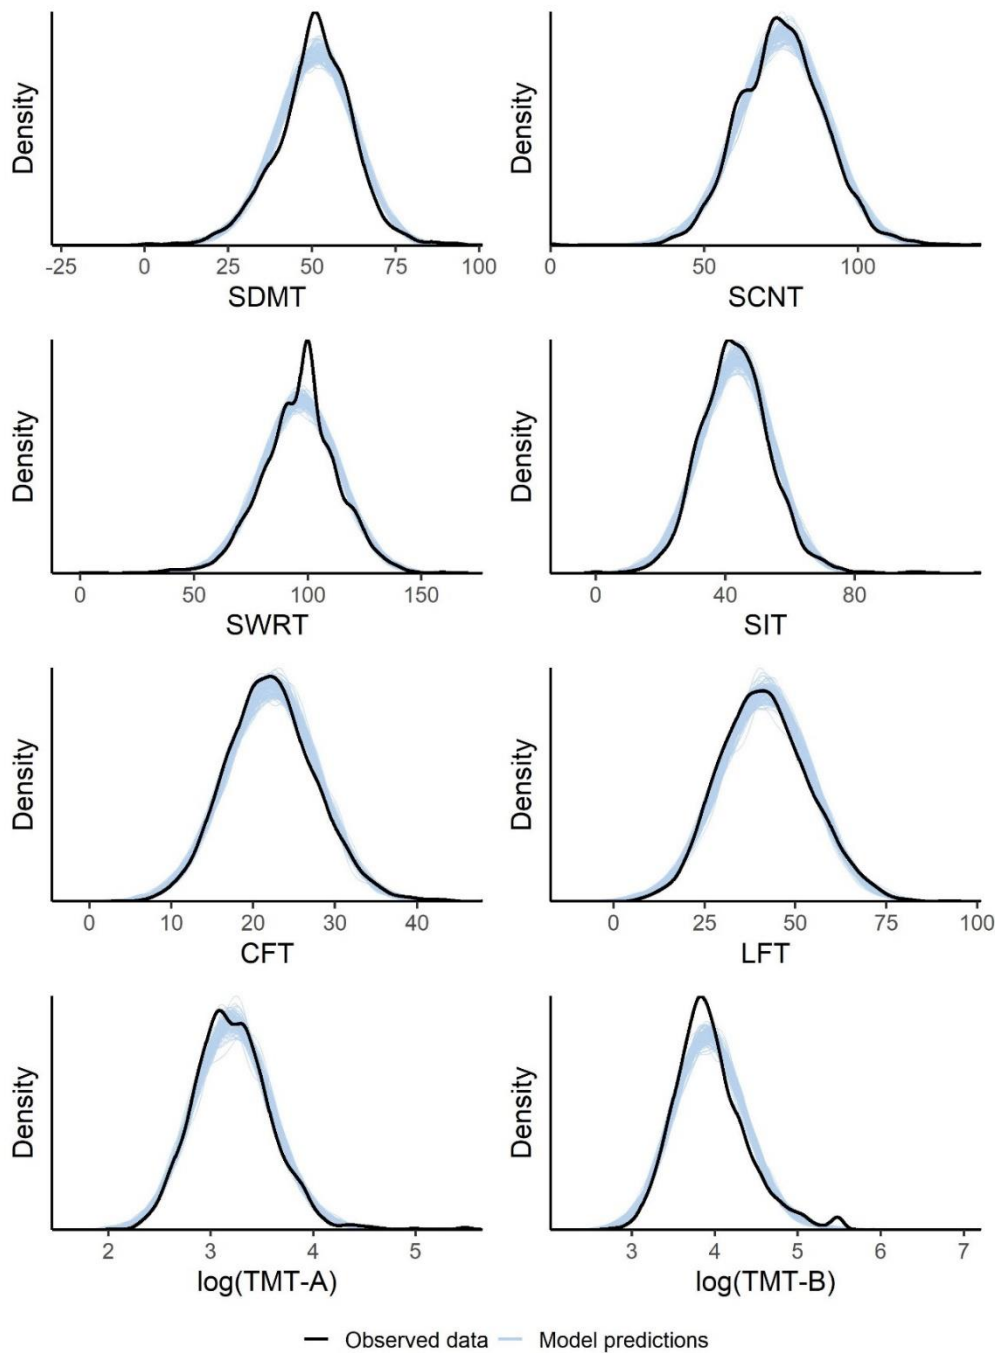 Density
-25 0 25 50 75 100
SDMT
Density
0 50 100
SCNT
Density
0 50 100 150
SWRT
Density
0 40 80
SIT
Density
0 10 20 30 40
CFT
Density
0 25 50 75 100
LFT
Density
2 3 4 5
log(TMT-A)
Density
3 4 5 6 7
log(TMT-B)
Observed data Model predictions